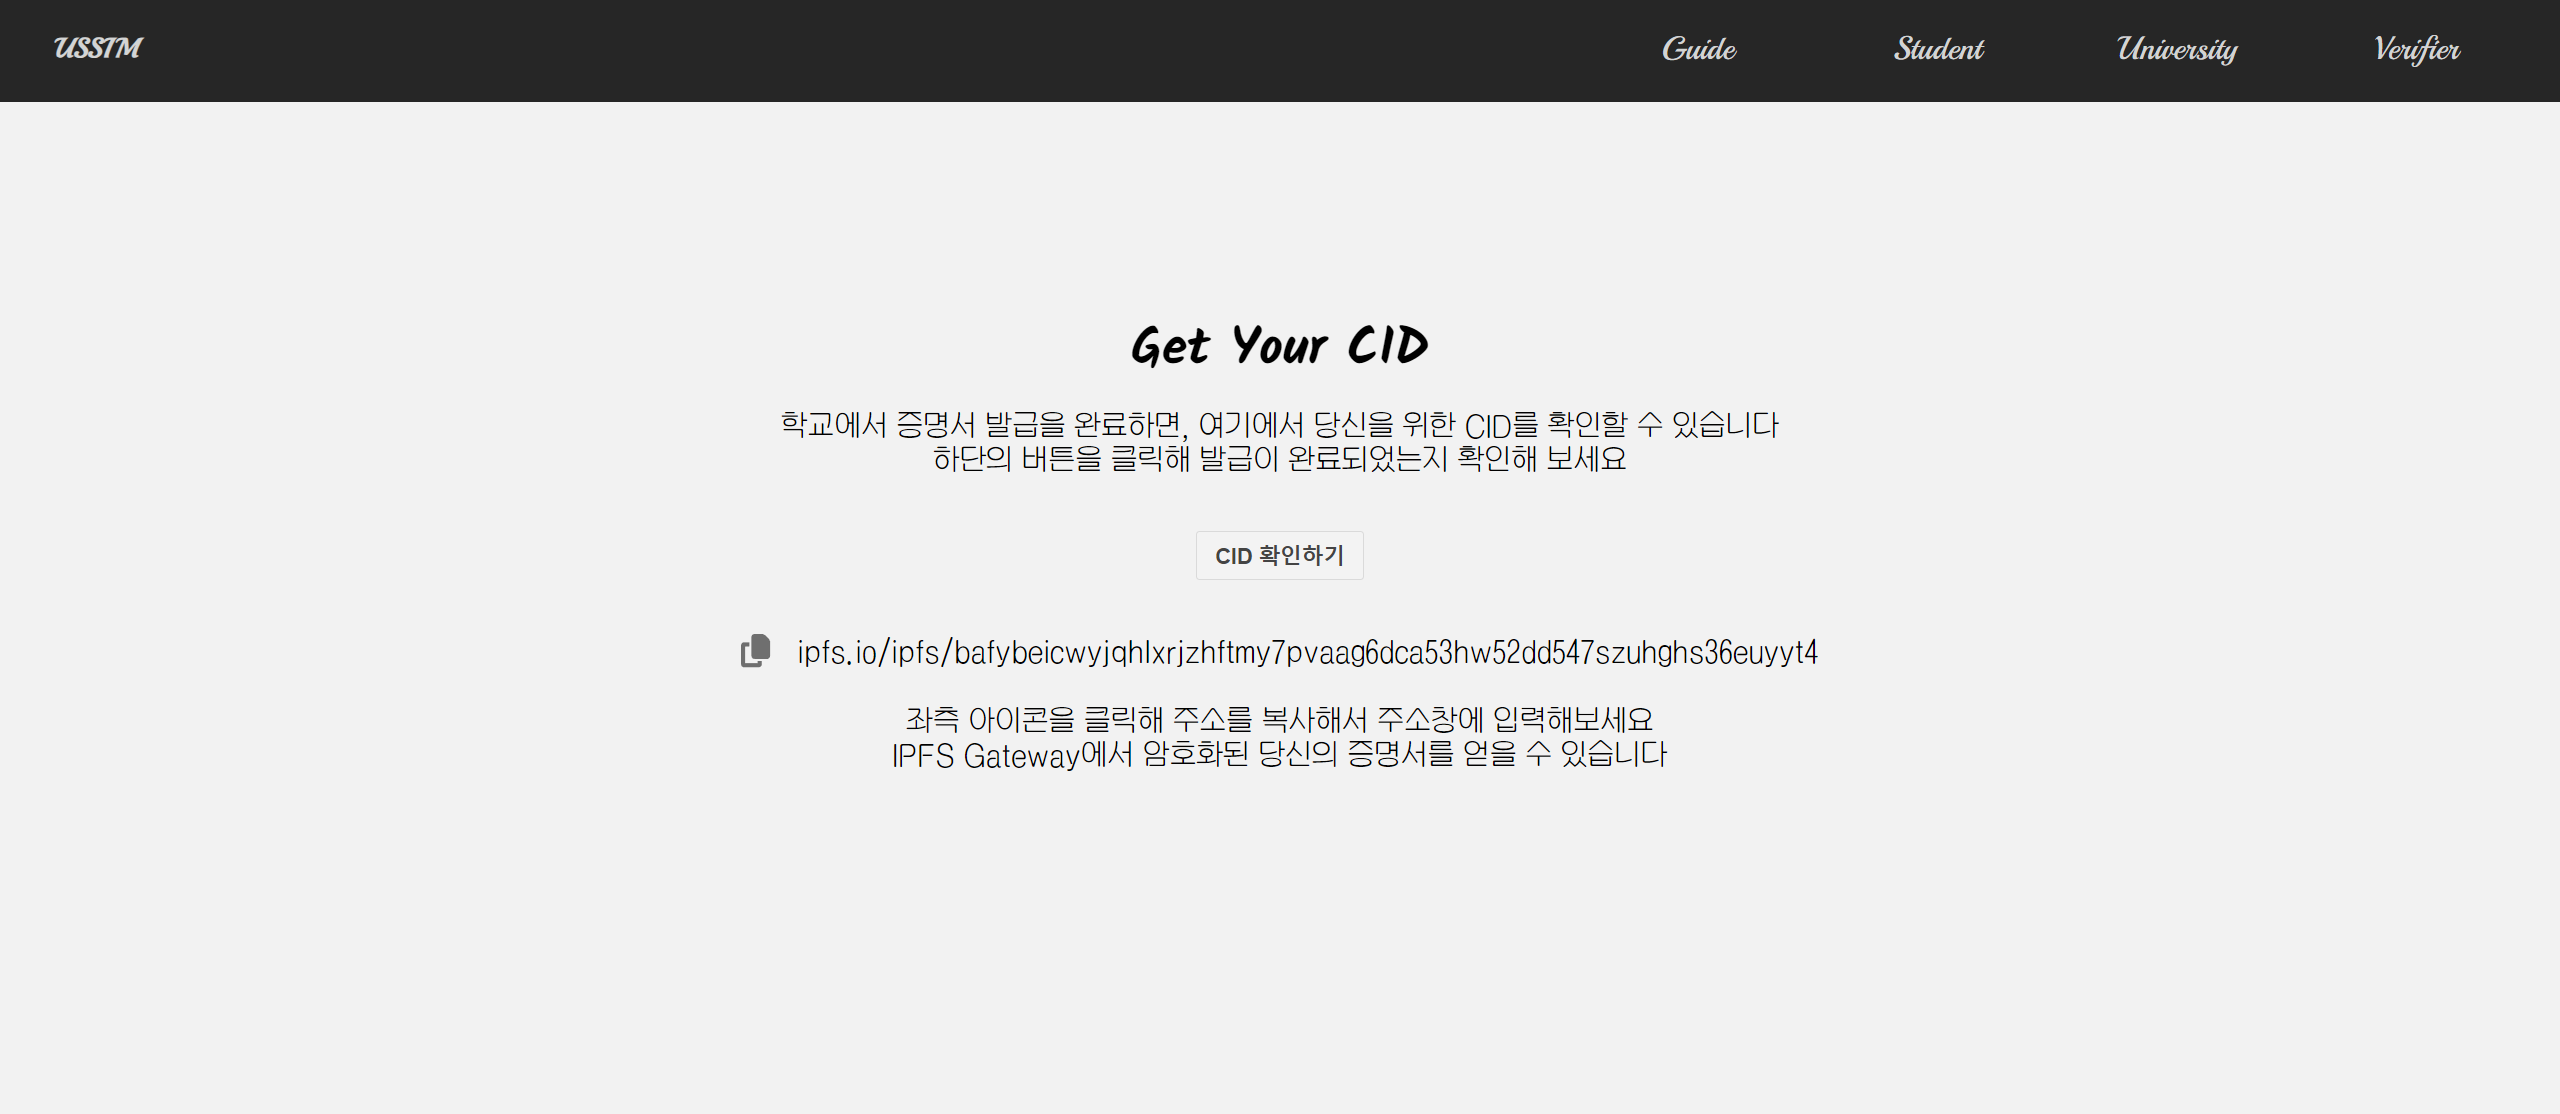 USSIM
Guide
Student
University
Verifier
Get Your CID
학교에서 증명서 발급을 완료하면, 여기에서 당신을 위한 CID를 확인할 수 있습니다
하단의 버튼을 클릭해 발급이 완료되었는지 확인해 보세요
CID 확인하기
ipfs.io/ipfs/bafybeicwyjqhlxrjzhftmy7pvaag6dca53hw52dd547szuhghs36euyyt4
좌측 아이콘을 클릭해 주소를 복사해서 주소창에 입력해보세요
IPFS Gateway에서 암호화된 당신의 증명서를 얻을 수 있습니다